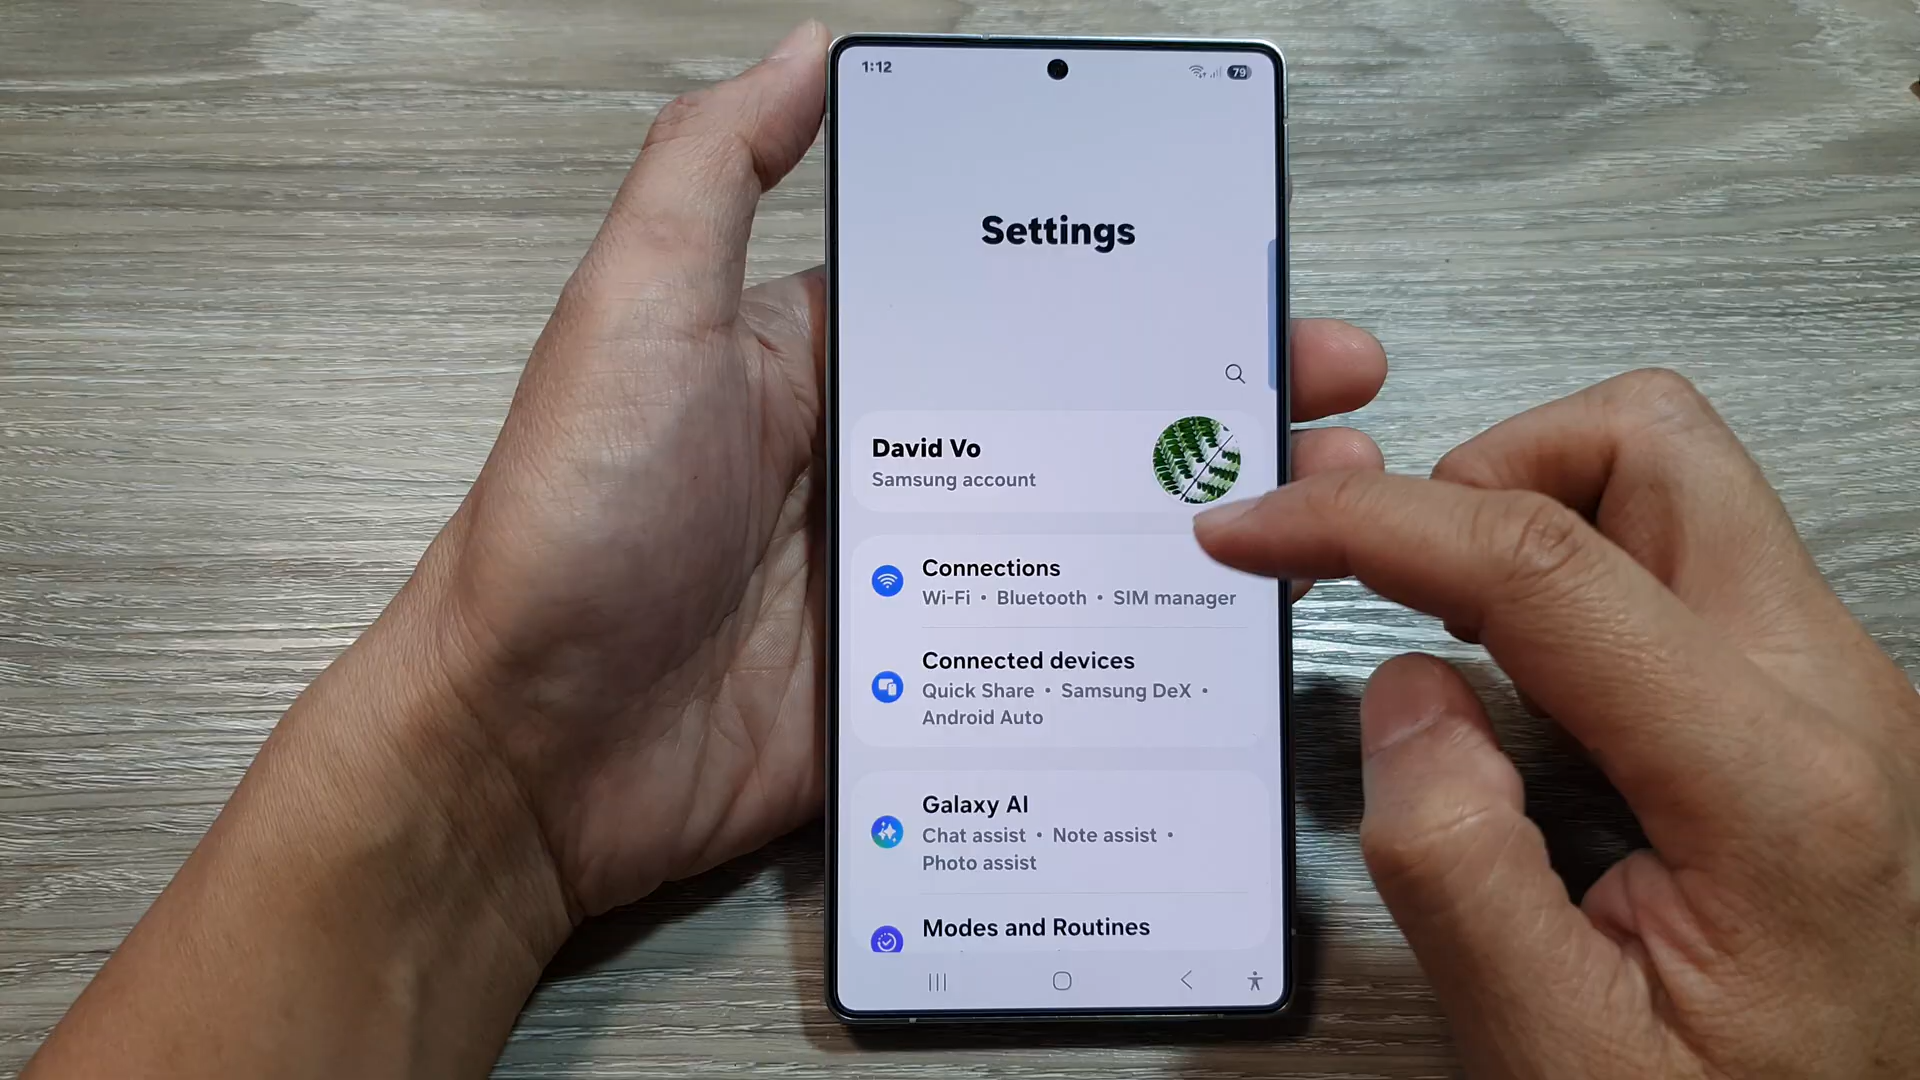 1:12
79
Settings
David Vo
Samsung account
Connections
Wi-Fi • Bluetooth • SIM manager
Connected devices
Quick Share • Samsung DeX •
Android Auto
Galaxy AI
Chat assist • Note assist •
Photo assist
Modes and Routines